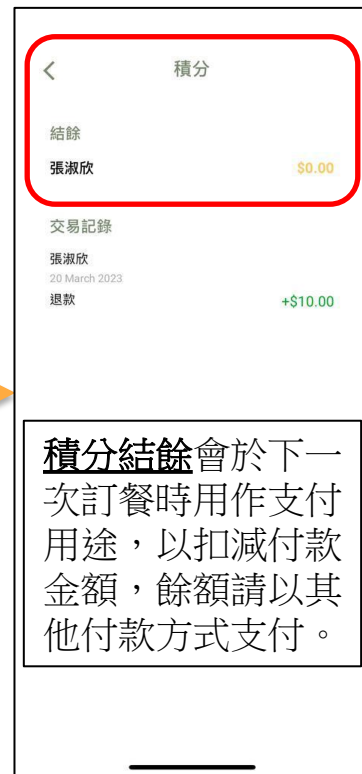 積分
結餘
張淑欣 $0.00
交易記錄
張淑欣
20 March 2023
退款 +$10.00
積分結餘會於下一
次訂餐時用作支付
用途，以扣減付款
金額，餘額請以其
他付款方式支付。